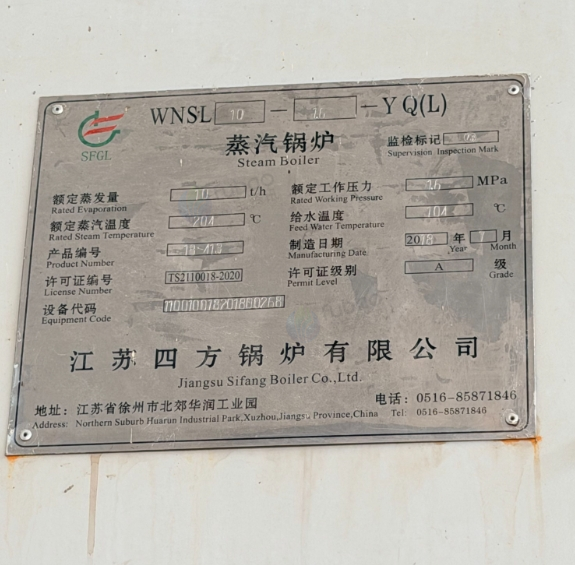 WNSL 10 - - Y Q(L)
SFGL
蒸汽锅炉
Steam Boiler
监检标记
Supervision Inspection Mark
额定蒸发量 10 t/h
Rated Evaporation
额定工作压力 MPa
Rated Working Pressure
额定蒸汽温度 204 ℃
Rated Steam Temperature
给水温度 104 ℃
Feed Water Temperature
产品编号 18-413
Product Number
制造日期 2018 年 月
Manufacturing Date Year Month
许可证编号 TS2110018-2020
License Number
许可证级别 A 级
Permit Level Grade
设备代码
Equipment Code
江苏四方锅炉有限公司
Jiangsu Sifang Boiler Co.,Ltd.
地址：江苏省徐州市北郊华润工业园 电话：0516-85871846
Address: Northern Suburb Huarun Industrial Park,Xuzhou,Jiangsu Province,China Tel: 0516-85871846